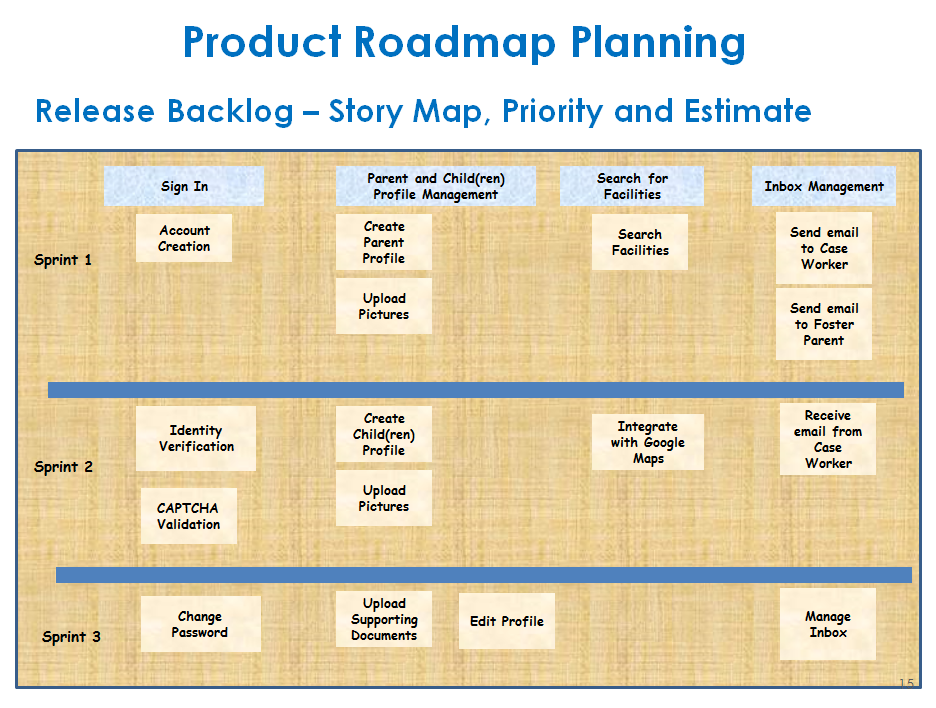 Product Roadmap Planning
Release Backlog – Story Map, Priority and Estimate
Sign In
Parent and Child(ren)
Profile Management
Search for
Facilities
Inbox Management
Sprint 1
Account
Creation
Create
Parent
Profile
Upload
Pictures
Search
Facilities
Send email
to Case
Worker
Send email
to Foster
Parent
Sprint 2
Identity
Verification
CAPTCHA
Validation
Create
Child(ren)
Profile
Upload
Pictures
Integrate
with Google
Maps
Receive
email from
Case
Worker
Sprint 3
Change
Password
Upload
Supporting
Documents
Edit Profile
Manage
Inbox
15